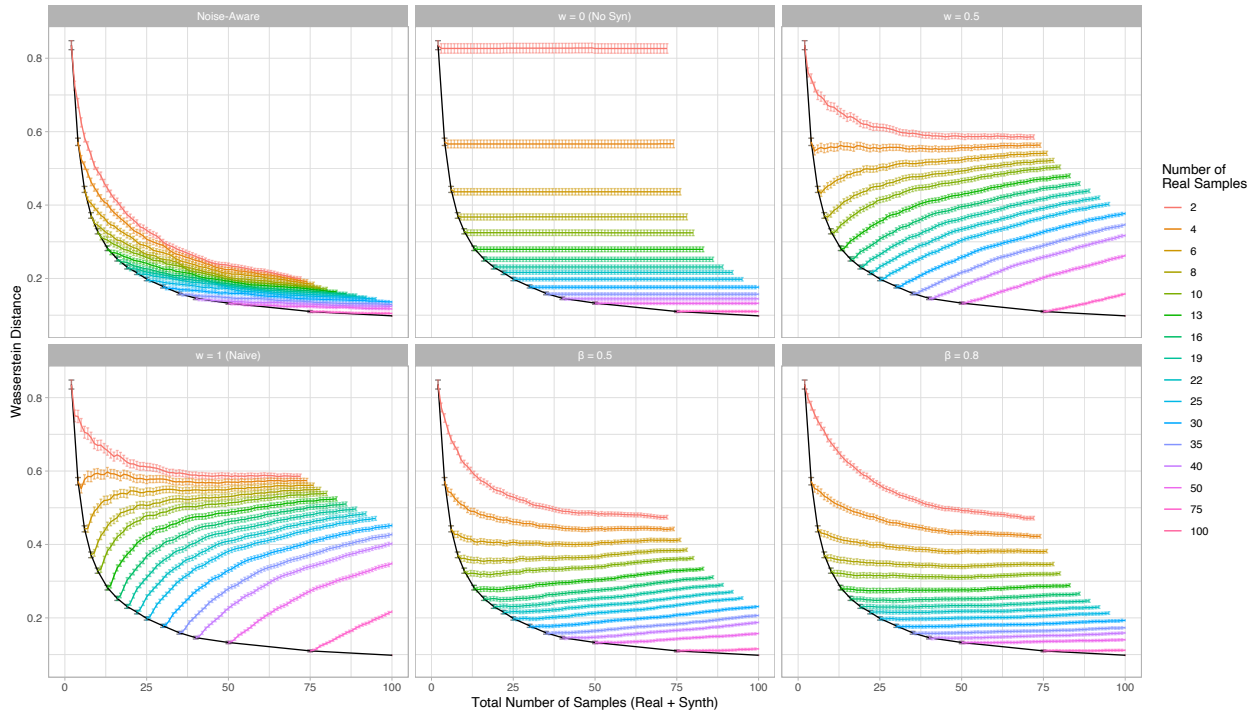 Noise-Aware
w = 0 (No Syn)
w = 0.5
0.8
0.6
0.4
0.2
w = 1 (Naive)
β = 0.5
β = 0.8
0.8
0.6
0.4
0.2
0 25 50 75 100
0 25 50 75 100
0 25 50 75 100
Wasserstein Distance
Total Number of Samples (Real + Synth)
Number of
Real Samples
2
4
6
8
10
13
16
19
22
25
30
35
40
50
75
100